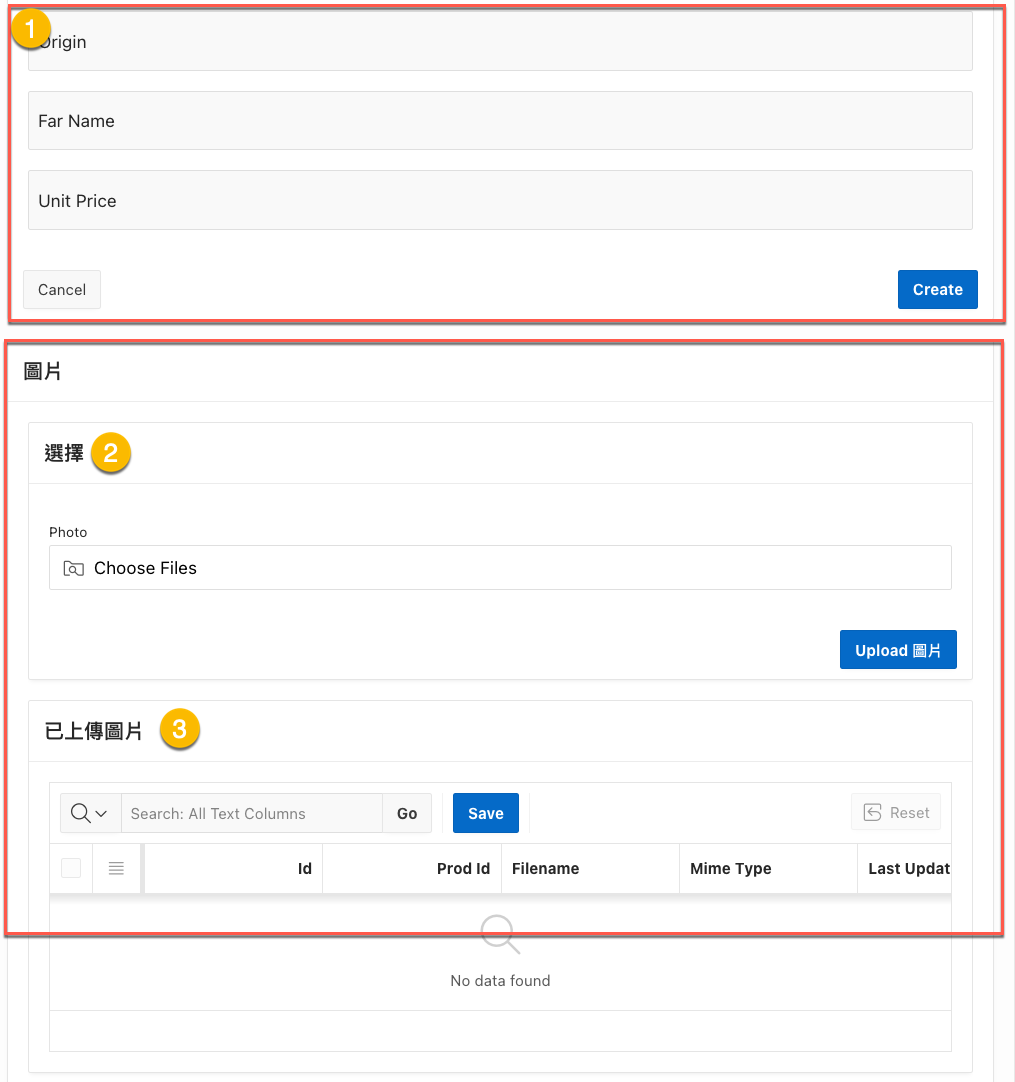 1
Origin
Far Name
Unit Price
Cancel
Create
圖片
選擇 2
Photo
Choose Files
Upload 圖片
已上傳圖片 3
Search: All Text Columns Go Save Reset
Id Prod Id Filename Mime Type Last Updat
No data found